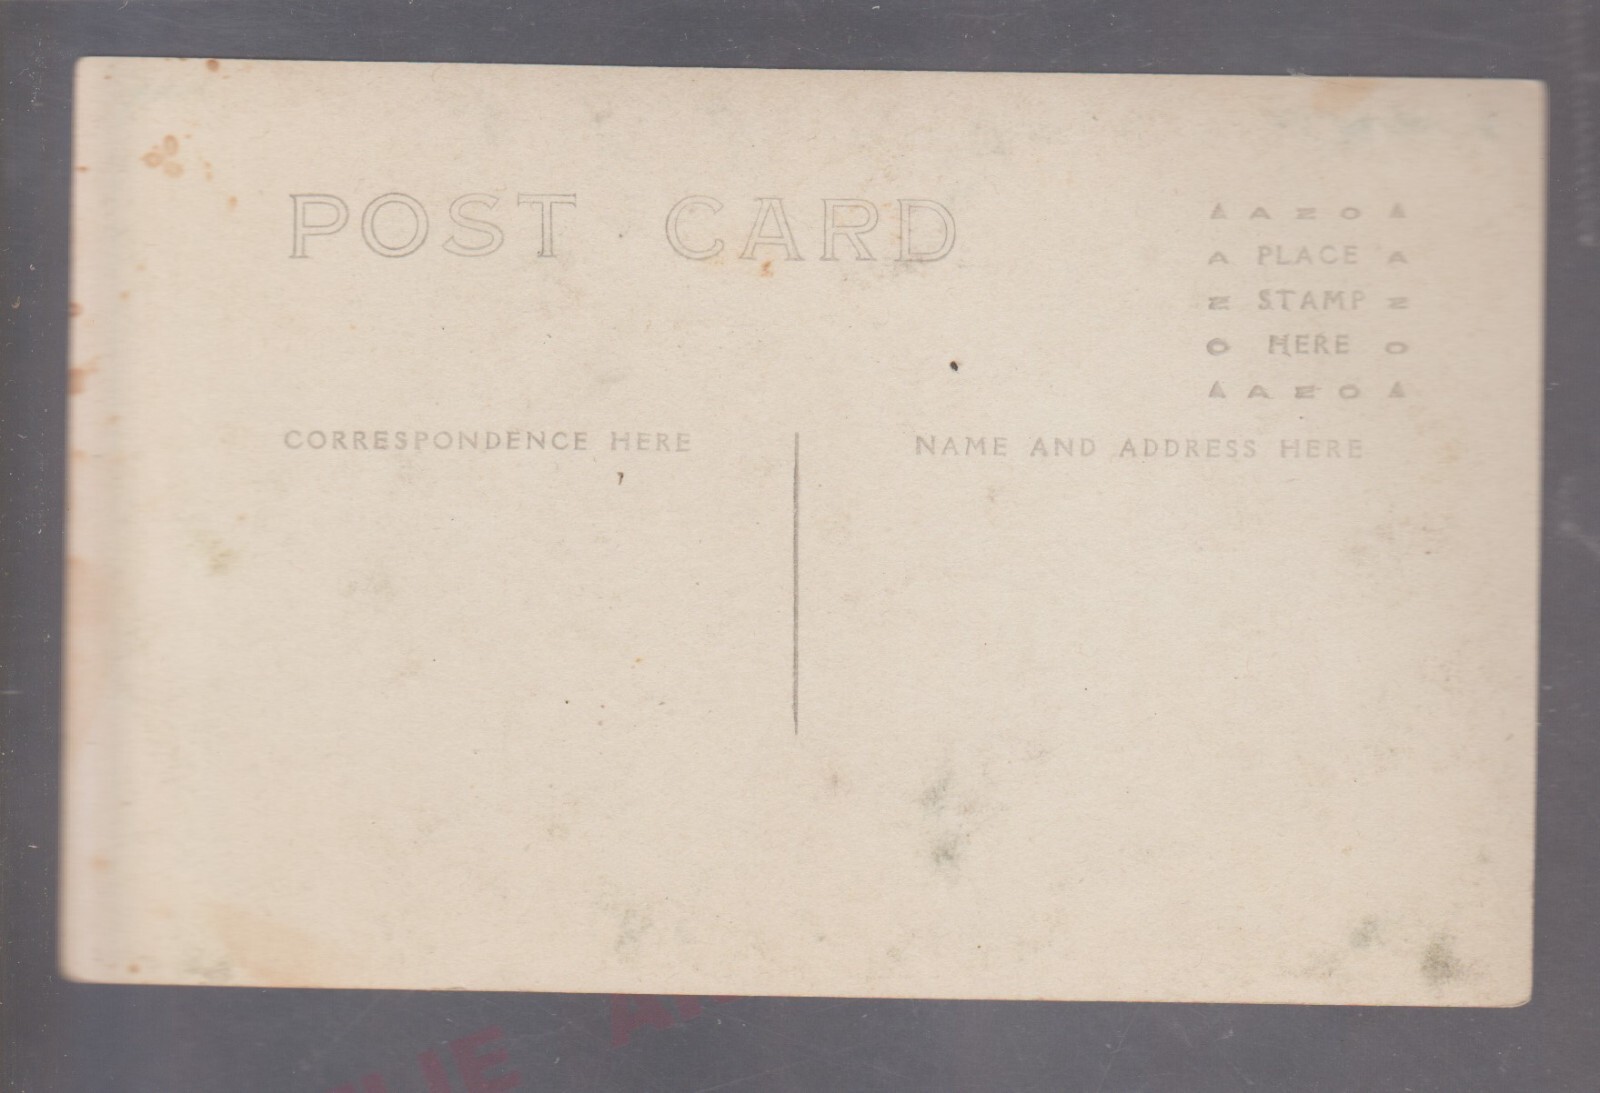 POST CARD
▲ AZO ▲
A PLACE A
Z STAMP Z
O HERE O
▲ AZO ▲
CORRESPONDENCE HERE
NAME AND ADDRESS HERE